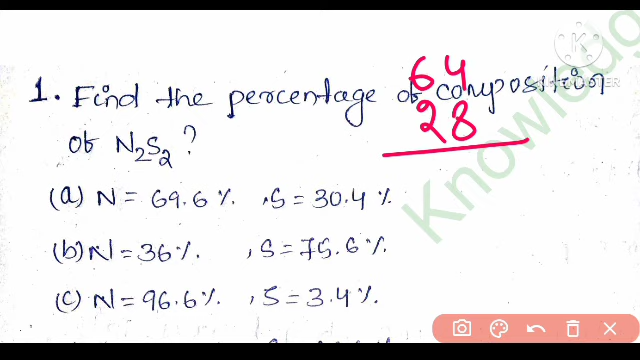 64
1. Find the percentage of composition
28
of N2S2 ?
(a) N = 69.6 %. , S = 30.4 %.
(b) N = 36 %. , S = 75.6 %.
(c) N = 96.6 %. , S = 3.4 %.
Knowledg